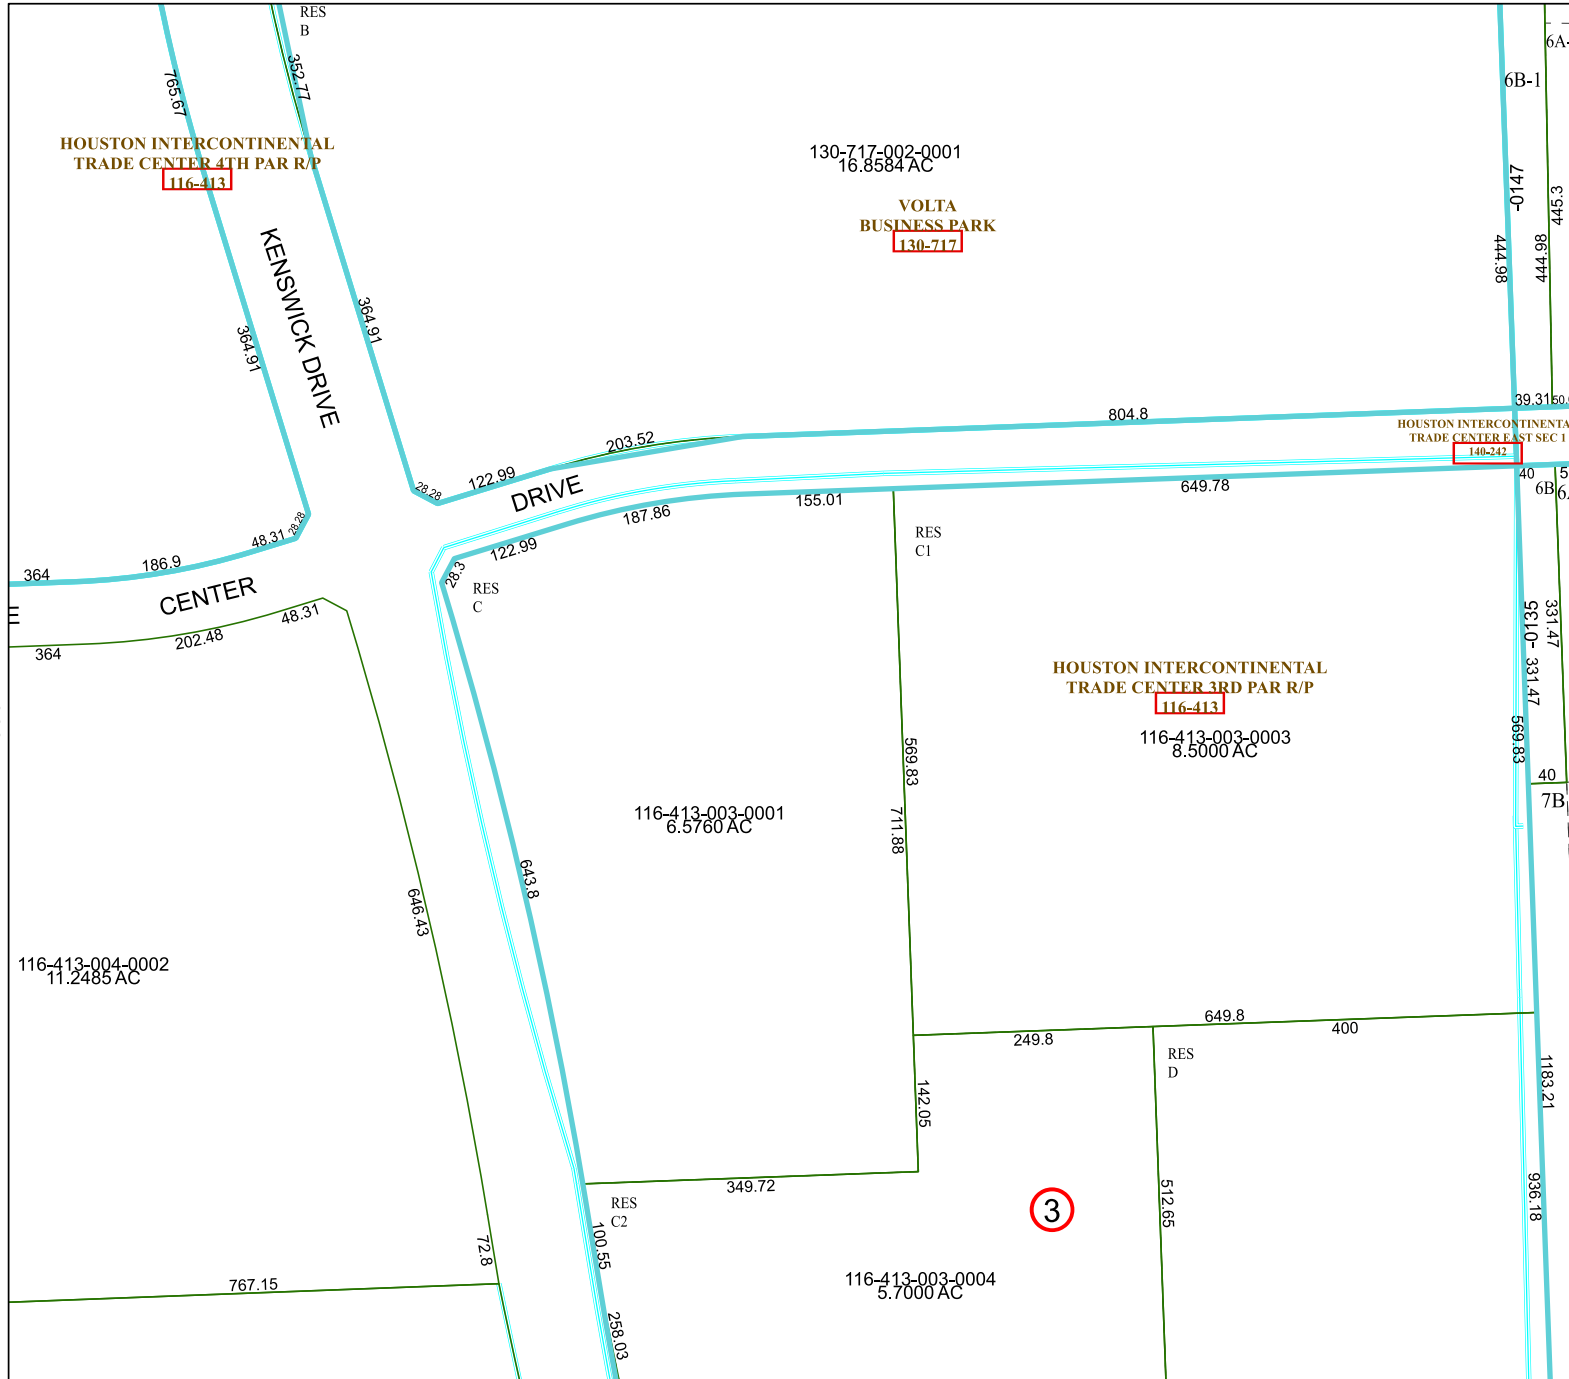 RES
B
352.77
765.67
HOUSTON INTERCONTINENTAL
TRADE CENTER 4TH PAR R/P
116-413
KENSWICK DRIVE
364.91
364.91
130-717-002-0001
16.8584 AC
VOLTA
BUSINESS PARK
130-717
6A-
6B-1
-0147
445.3
444.98
444.98
804.8
39.31
50.
HOUSTON INTERCONTINENTA
TRADE CENTER EAST SEC 1
140-242
203.52
122.99
28.28
DRIVE
187.86
155.01
649.78
40
5
6B
6
122.99
28.3
RES
C
RES
C1
28.28
48.31
186.9
364
E
CENTER
48.31
202.48
364
-0135
331.47
331.47
569.83
40
7B
HOUSTON INTERCONTINENTAL
TRADE CENTER 3RD PAR R/P
116-413
116-413-003-0003
8.5000 AC
569.83
711.88
116-413-003-0001
6.5760 AC
643.8
646.43
116-413-004-0002
11.2485 AC
649.8
249.8
400
RES
D
142.05
1183.21
936.18
512.65
349.72
RES
C2
100.55
3
72.8
767.15
258.03
116-413-003-0004
5.7000 AC